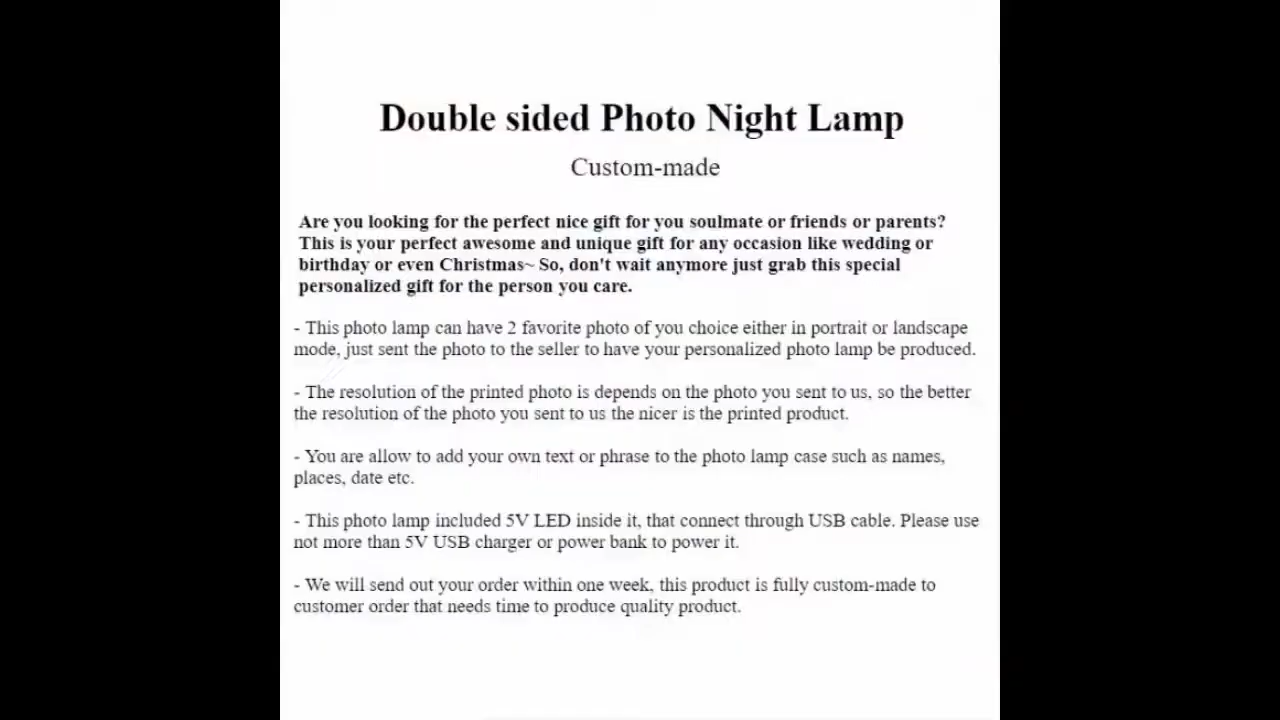 Double sided Photo Night Lamp
Custom-made
Are you looking for the perfect nice gift for you soulmate or friends or parents?
This is your perfect awesome and unique gift for any occasion like wedding or
birthday or even Christmas~ So, don't wait anymore just grab this special
personalized gift for the person you care.
- This photo lamp can have 2 favorite photo of you choice either in portrait or landscape
mode, just sent the photo to the seller to have your personalized photo lamp be produced.
- The resolution of the printed photo is depends on the photo you sent to us, so the better
the resolution of the photo you sent to us the nicer is the printed product.
- You are allow to add your own text or phrase to the photo lamp case such as names,
places, date etc.
- This photo lamp included 5V LED inside it, that connect through USB cable. Please use
not more than 5V USB charger or power bank to power it.
- We will send out your order within one week, this product is fully custom-made to
customer order that needs time to produce quality product.